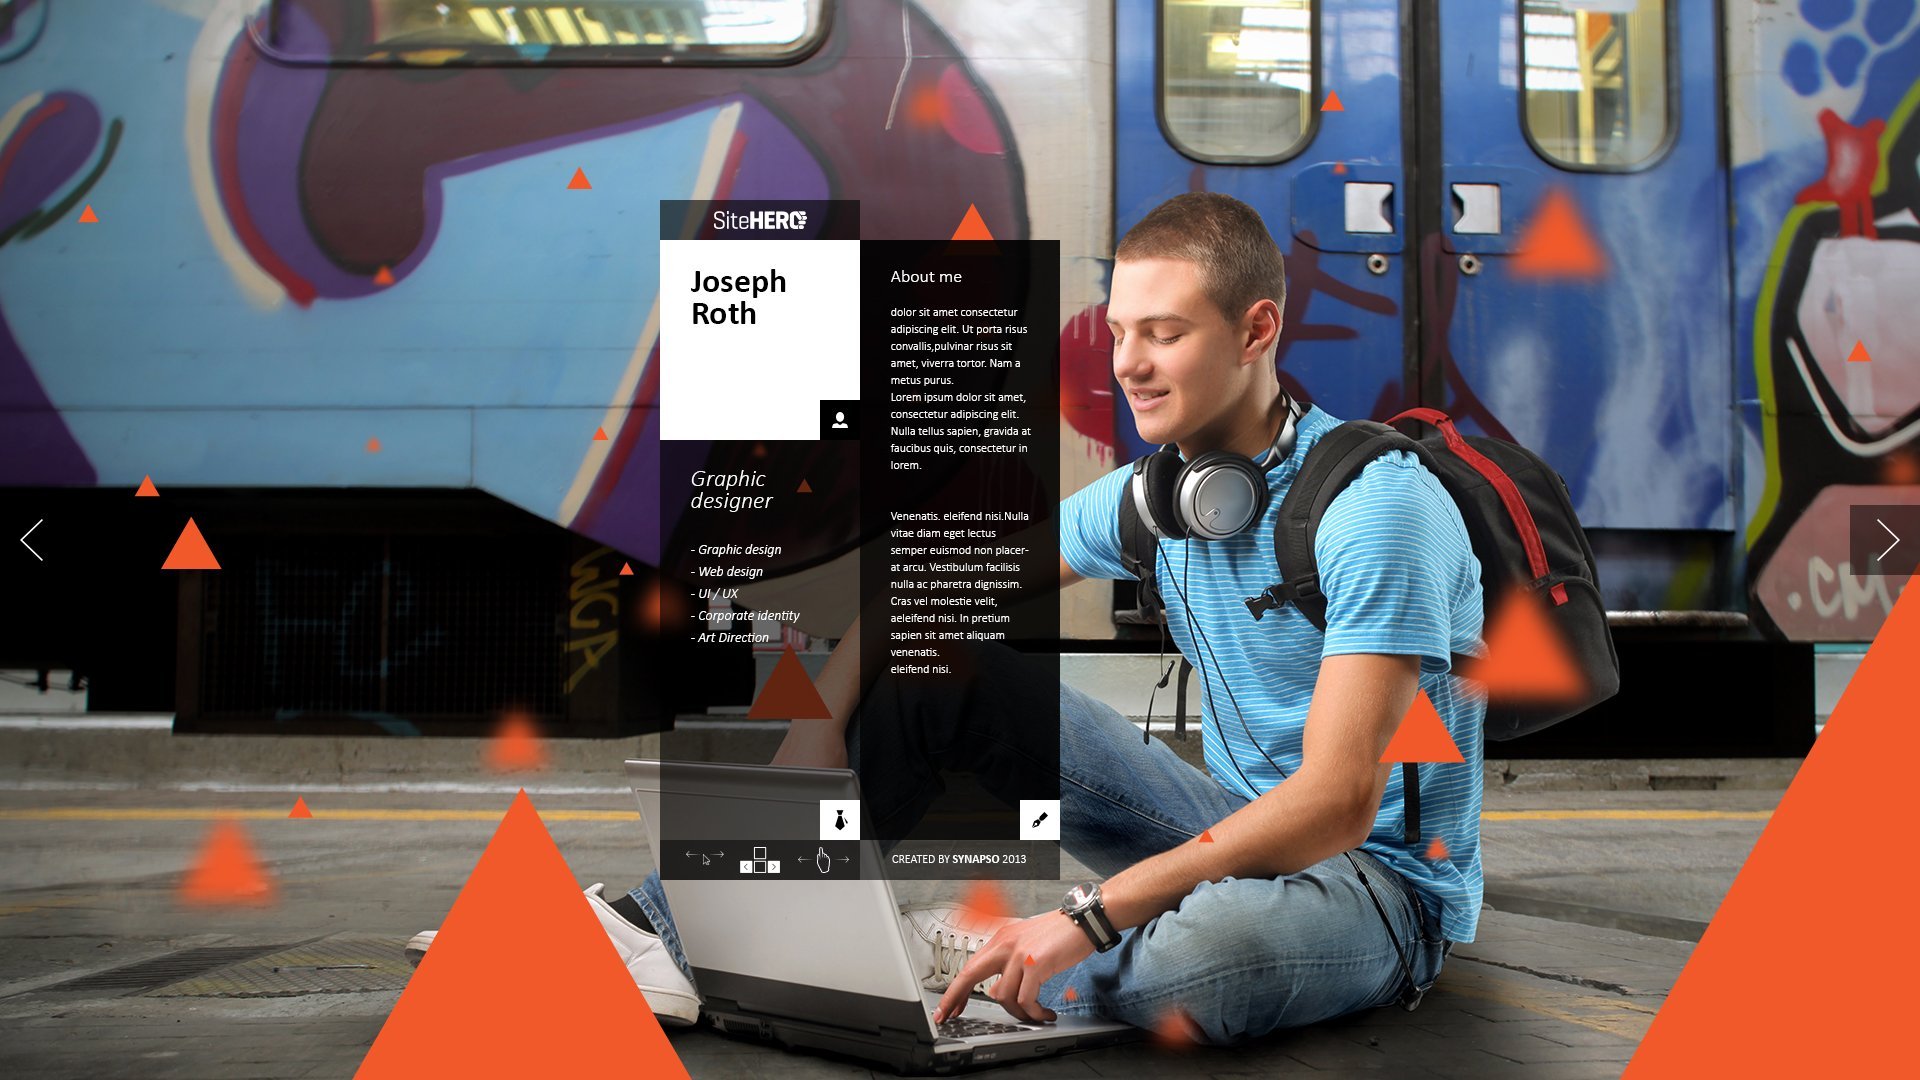 SiteHERO
Joseph
Roth
Graphic
designer
- Graphic design
- Web design
- UI / UX
- Corporate identity
- Art Direction
About me
dolor sit amet consectetur
adipiscing elit. Ut porta risus
convallis,pulvinar risus sit
amet, viverra tortor. Nam a
metus purus.
Lorem ipsum dolor sit amet,
consectetur adipiscing elit.
Nulla tellus sapien, gravida at
faucibus quis, consectetur in
lorem.
Venenatis. eleifend nisi.Nulla
vitae diam eget lectus
semper euismod non placer-
at arcu. Vestibulum facilisis
nulla ac pharetra dignissim.
Cras vel molestie velit,
aeleifend nisi. In pretium
sapien sit amet aliquam
venenatis.
eleifend nisi.
CREATED BY SYNAPSO 2013